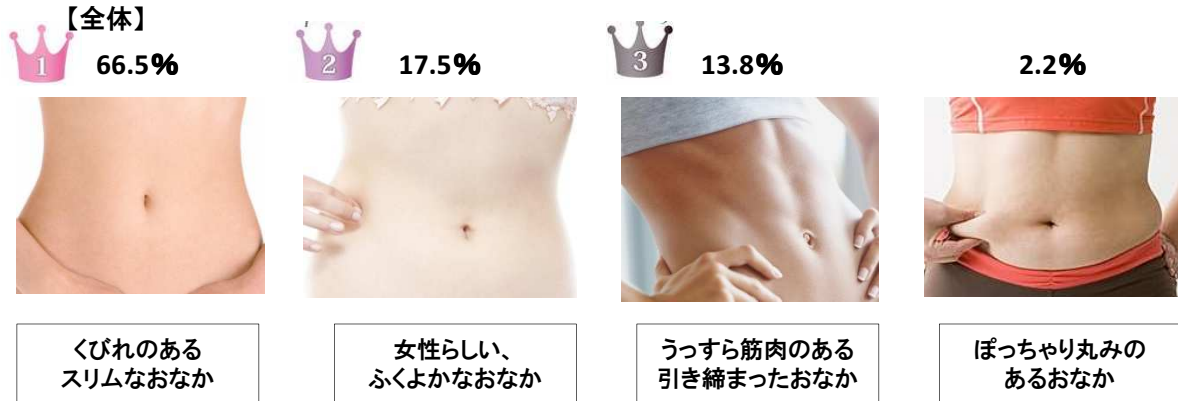 【全体】
1 66.5%
2 17.5%
3 13.8%
2.2%
くびれのある
スリムなおなか
女性らしい、
ふくよかなおなか
うっすら筋肉のある
引き締まったおなか
ぽっちゃり丸みの
あるおなか